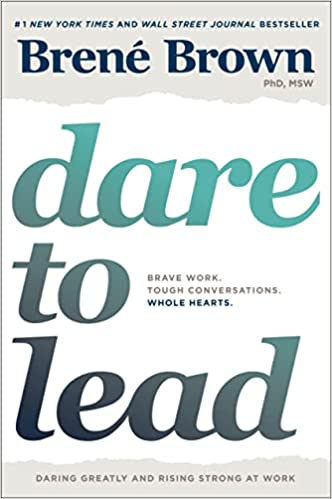 #1 NEW YORK TIMES AND WALL STREET JOURNAL BESTSELLER
Brené Brown
PhD, MSW
dare
to
BRAVE WORK.
TOUGH CONVERSATIONS.
WHOLE HEARTS.
lead
DARING GREATLY AND RISING STRONG AT WORK